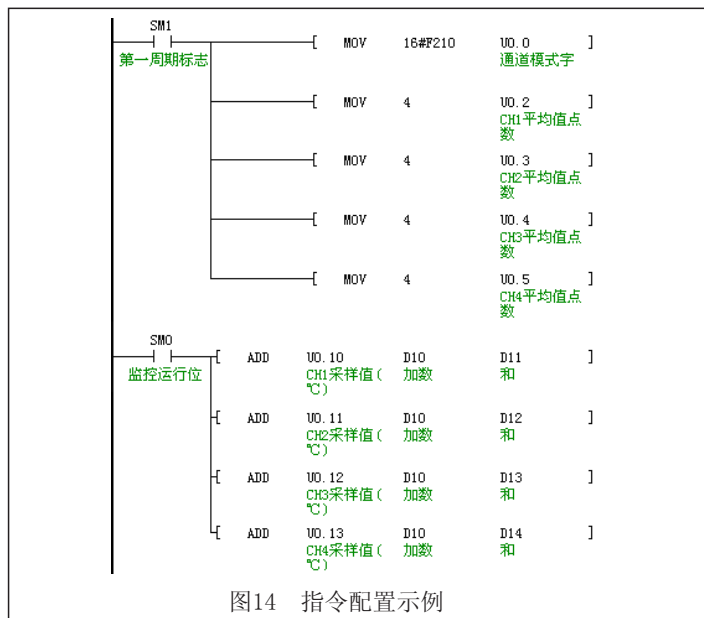 SM1
[ MOV 16#F210 U0.0 ]
第一周期标志
通道模式字
[ MOV 4 U0.2 ]
CH1平均值点
数
[ MOV 4 U0.3 ]
CH2平均值点
数
[ MOV 4 U0.4 ]
CH3平均值点
数
[ MOV 4 U0.5 ]
CH4平均值点
数
SM0
[ ADD U0.10 D10 D11 ]
监控运行位
CH1采样值( 加数 和
℃)
[ ADD U0.11 D10 D12 ]
CH2采样值( 加数 和
℃)
[ ADD U0.12 D10 D13 ]
CH3采样值( 加数 和
℃)
[ ADD U0.13 D10 D14 ]
CH4采样值( 加数 和
℃)
图14 指令配置示例